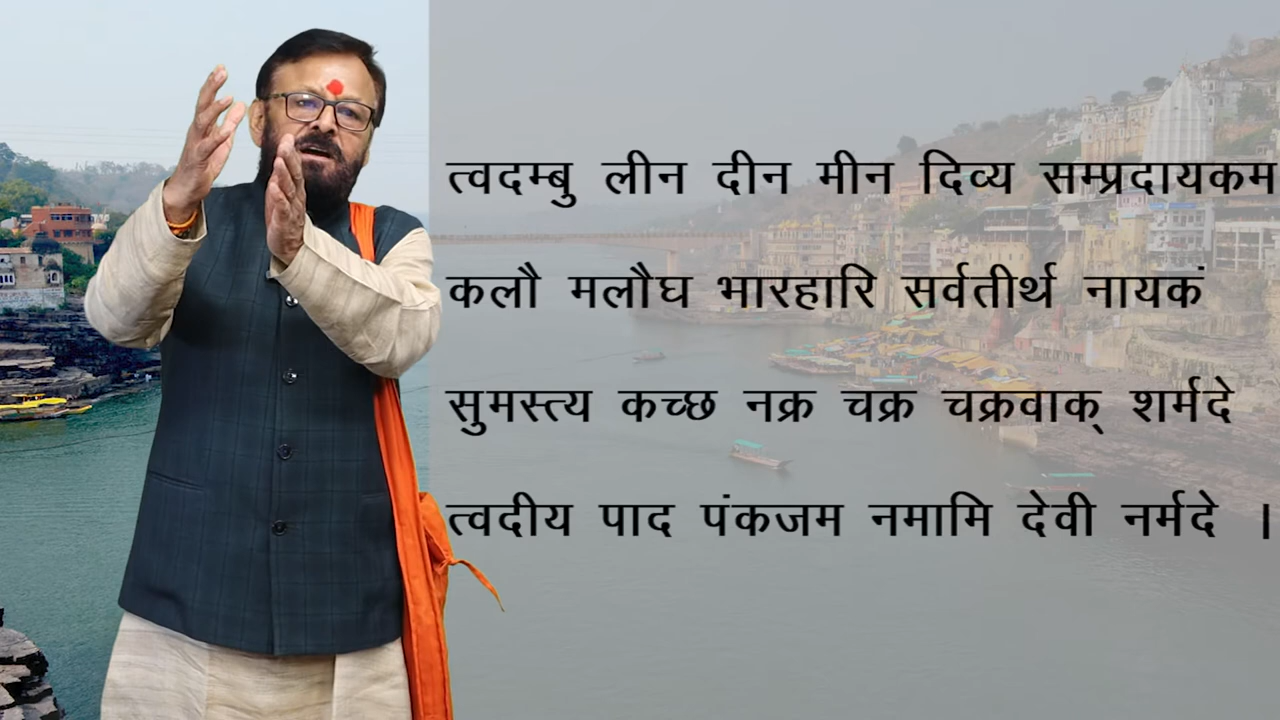 त्वदम्बु लीन दीन मीन दिव्य सम्प्रदायकम
कलौ मलौघ भारहारि सर्वतीर्थ नायकं
सुमस्त्य कच्छ नक्र चक्र चक्रवाक् शर्मदे
त्वदीय पाद पंकजम नमामि देवी नर्मदे ।